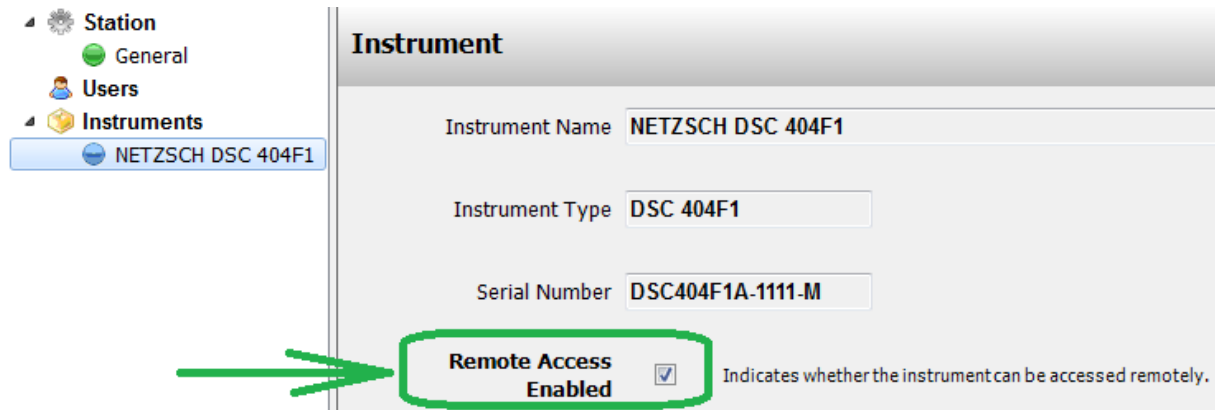 Station
General
Users
Instruments
NETZSCH DSC 404F1
Instrument
Instrument Name NETZSCH DSC 404F1
Instrument Type DSC 404F1
Serial Number DSC404F1A-1111-M
Remote Access
Enabled
Indicates whether the instrument can be accessed remotely.